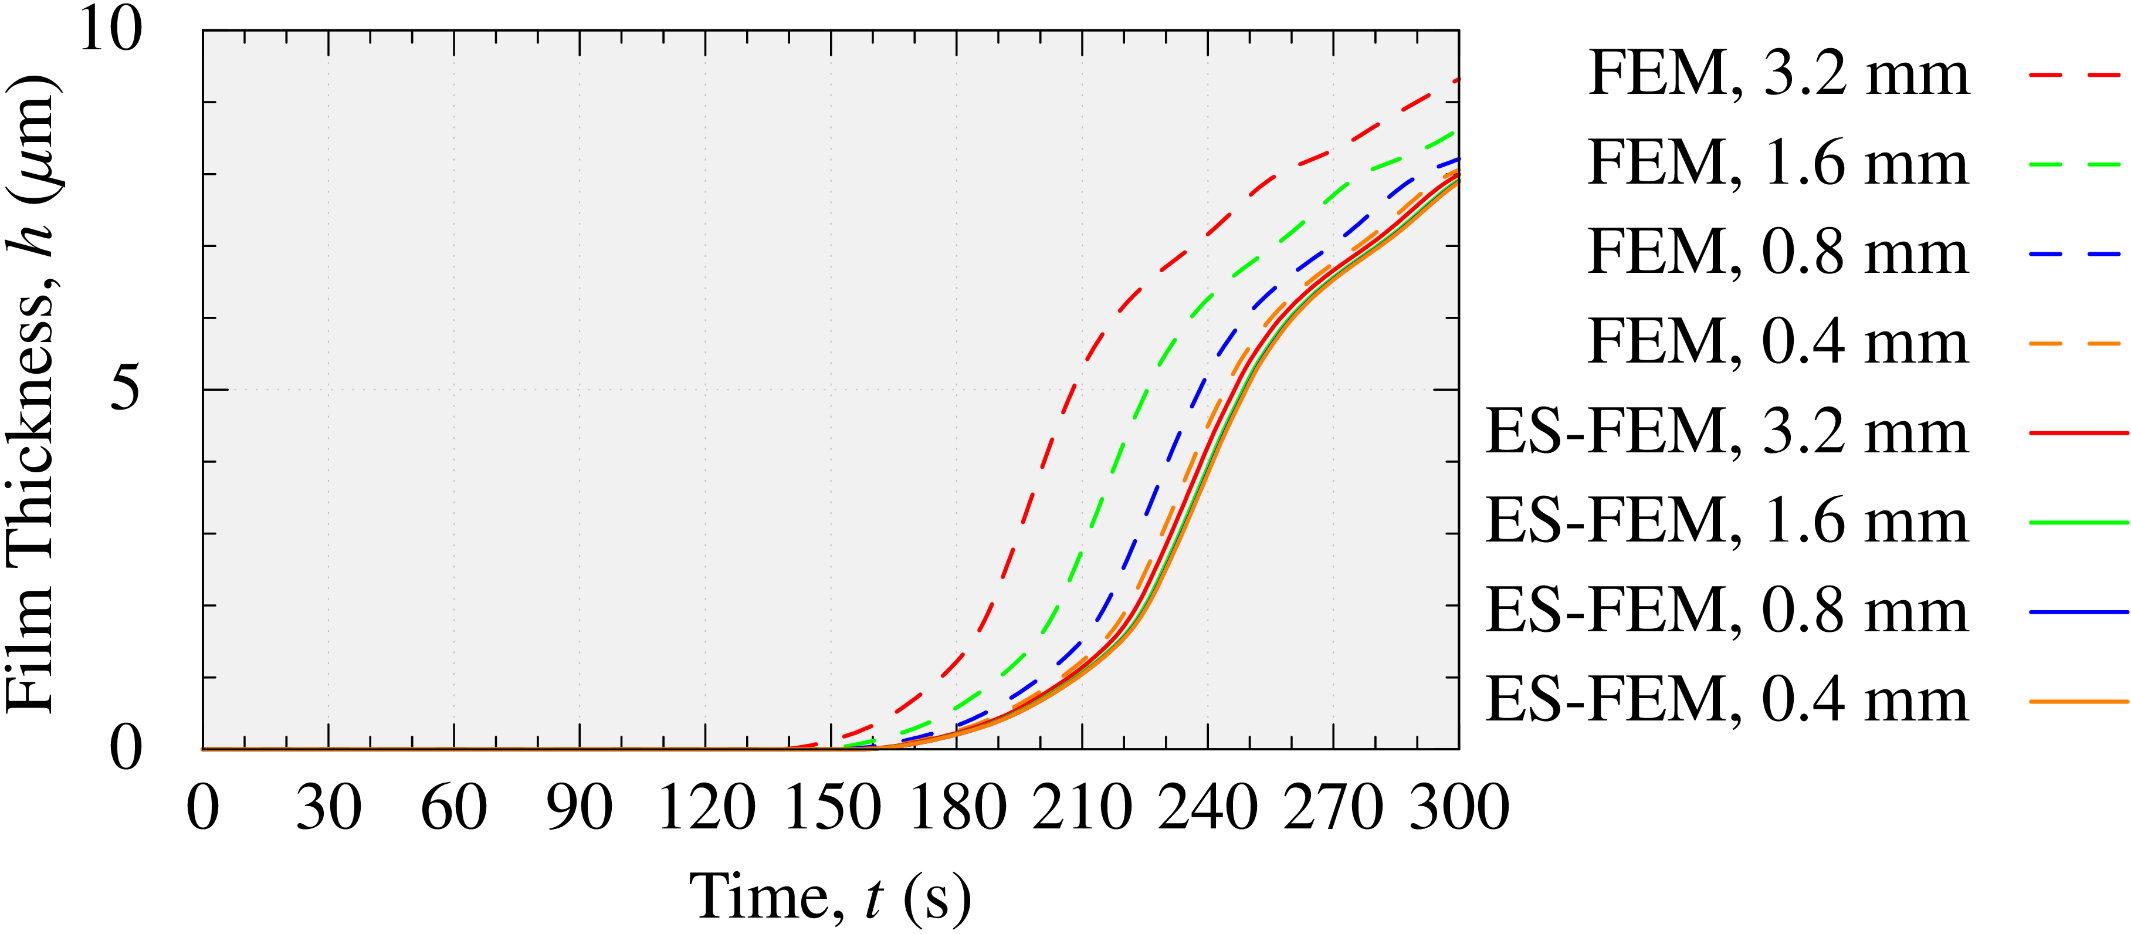 10
5
0
Film Thickness, h (μm)
0 30 60 90 120 150 180 210 240 270 300
Time, t (s)
FEM, 3.2 mm
FEM, 1.6 mm
FEM, 0.8 mm
FEM, 0.4 mm
ES-FEM, 3.2 mm
ES-FEM, 1.6 mm
ES-FEM, 0.8 mm
ES-FEM, 0.4 mm